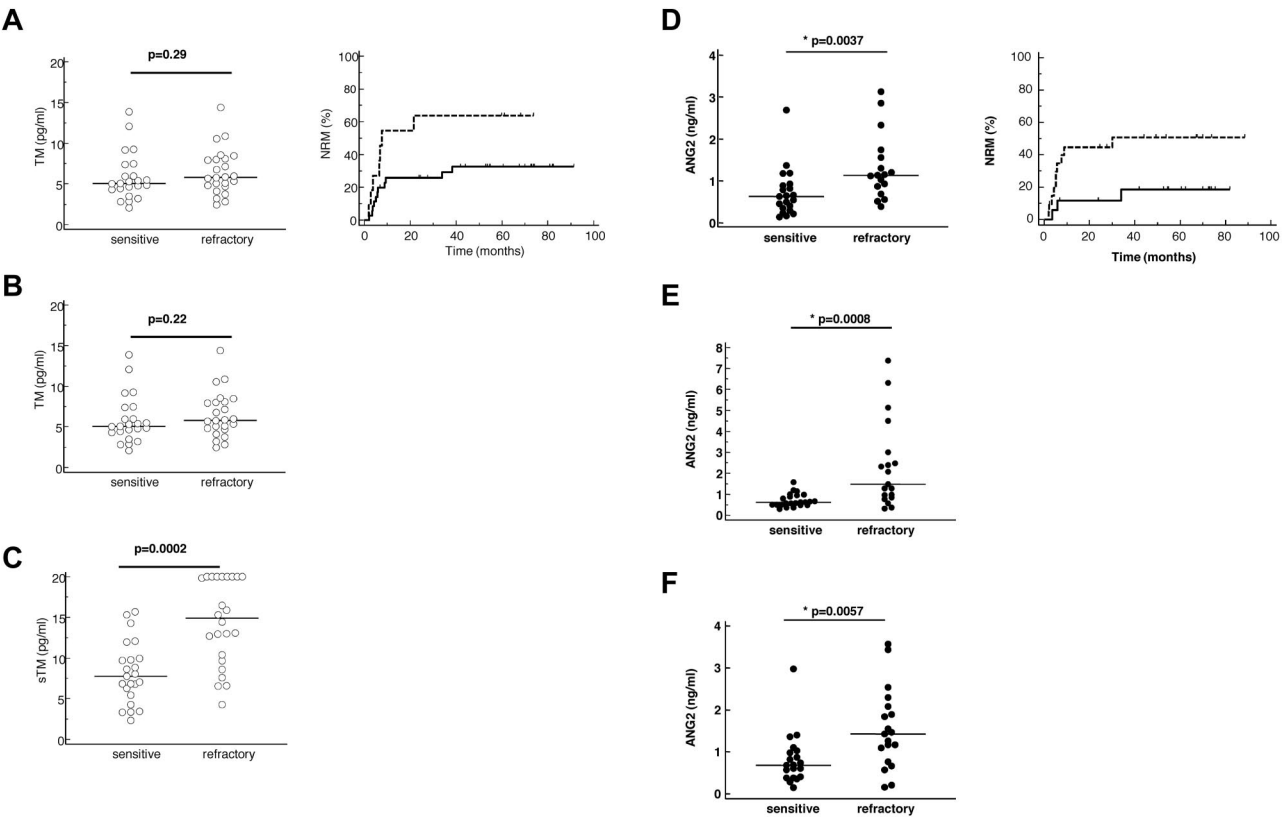 A
p=0.29
20
15
10
5
0
TM (pg/ml)
sensitive
refractory
100
80
60
40
20
0
NRM (%)
0
20
40
60
80
100
Time (months)
B
p=0.22
20
15
10
5
0
TM (pg/ml)
sensitive
refractory
C
p=0.0002
20
15
10
5
0
sTM (pg/ml)
sensitive
refractory
D
* p=0.0037
4
3
2
1
0
ANG2 (ng/ml)
sensitive
refractory
100
80
60
40
20
0
NRM (%)
0
20
40
60
80
100
Time (months)
E
* p=0.0008
8
7
6
5
4
3
2
1
0
ANG2 (ng/ml)
sensitive
refractory
F
* p=0.0057
4
3
2
1
0
ANG2 (ng/ml)
sensitive
refractory